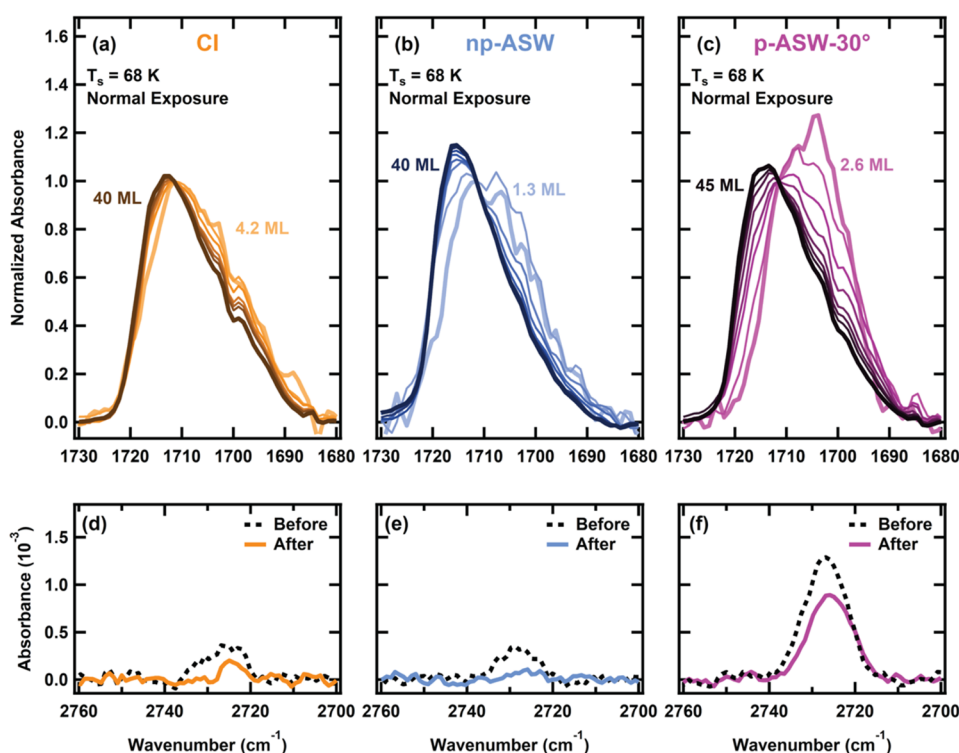 (a) CI
T_s = 68 K
Normal Exposure
40 ML
4.2 ML
Normalized Absorbance
1.6
1.4
1.2
1.0
0.8
0.6
0.4
0.2
0.0
1730 1720 1710 1700 1690 1680
(b) np-ASW
T_s = 68 K
Normal Exposure
40 ML
1.3 ML
1730 1720 1710 1700 1690 1680
(c) p-ASW-30°
T_s = 68 K
Normal Exposure
45 ML
2.6 ML
1730 1720 1710 1700 1690 1680
(d)
Before
After
Absorbance (10⁻³)
1.5
1.0
0.5
0.0
2760 2740 2720 2700
Wavenumber (cm⁻¹)
(e)
Before
After
2760 2740 2720 2700
Wavenumber (cm⁻¹)
(f)
Before
After
2760 2740 2720 2700
Wavenumber (cm⁻¹)